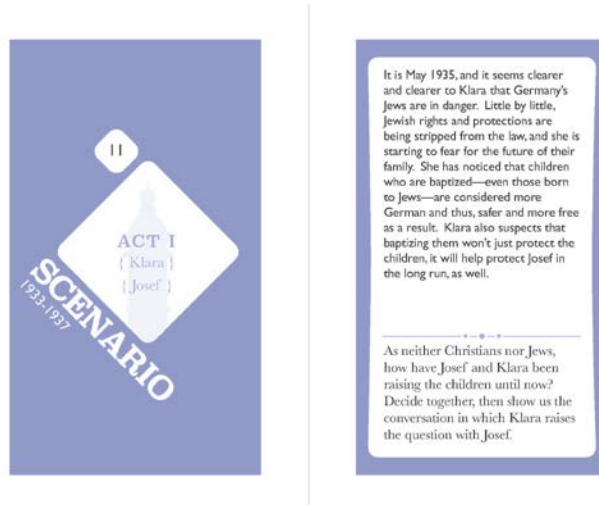 11
ACT I
{ Klara }
{ Josef }
SCENARIO
1933-1937
It is May 1935, and it seems clearer
and clearer to Klara that Germany's
Jews are in danger. Little by little,
Jewish rights and protections are
being stripped from the law, and she is
starting to fear for the future of their
family. She has noticed that children
who are baptized—even those born
to Jews—are considered more
German and thus, safer and more free
as a result. Klara also suspects that
baptizing them won't just protect the
children, it will help protect Josef in
the long run, as well.
As neither Christians nor Jews,
how have Josef and Klara been
raising the children until now?
Decide together, then show us the
conversation in which Klara raises
the question with Josef.